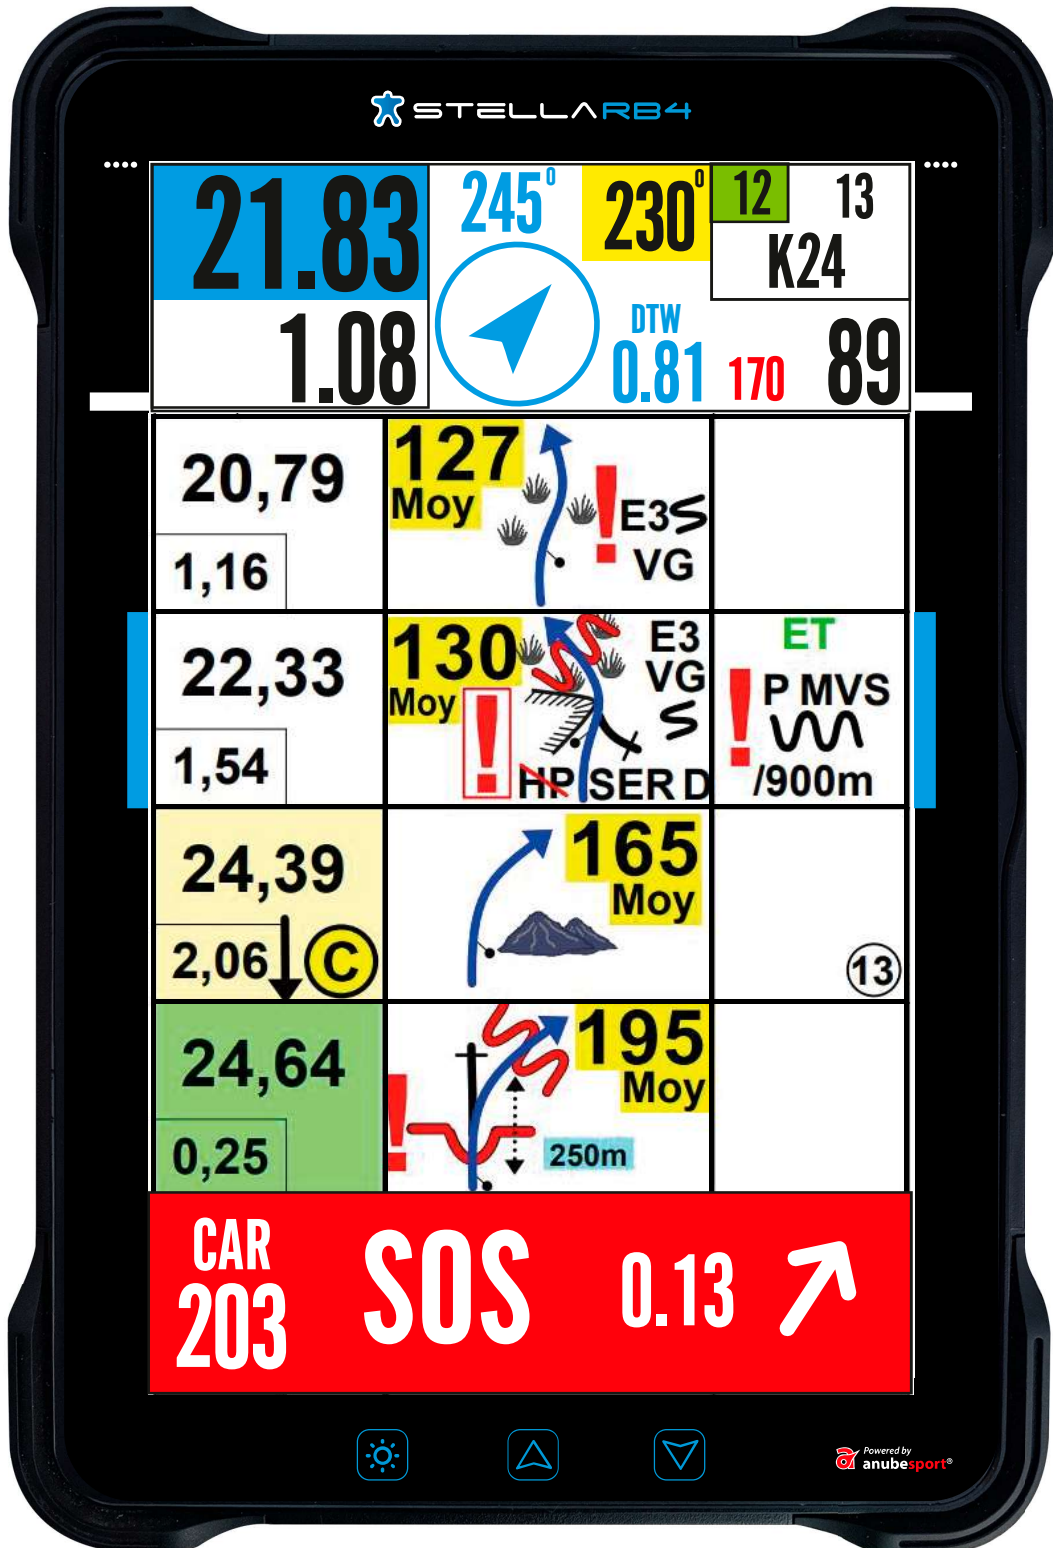 STELLARB4
21.83
245°
230°
12
13
K24
1.08
DTW
0.81
170
89
20,79
1,16
127
Moy
! E3S
VG
22,33
1,54
130
Moy
!
E3
VG
S
HP/SER D
ET
! P MVS
/900m
24,39
2,06
C
165
Moy
13
24,64
0,25
!
195
Moy
250m
CAR
203
SOS
0.13
Powered by
anubesport®